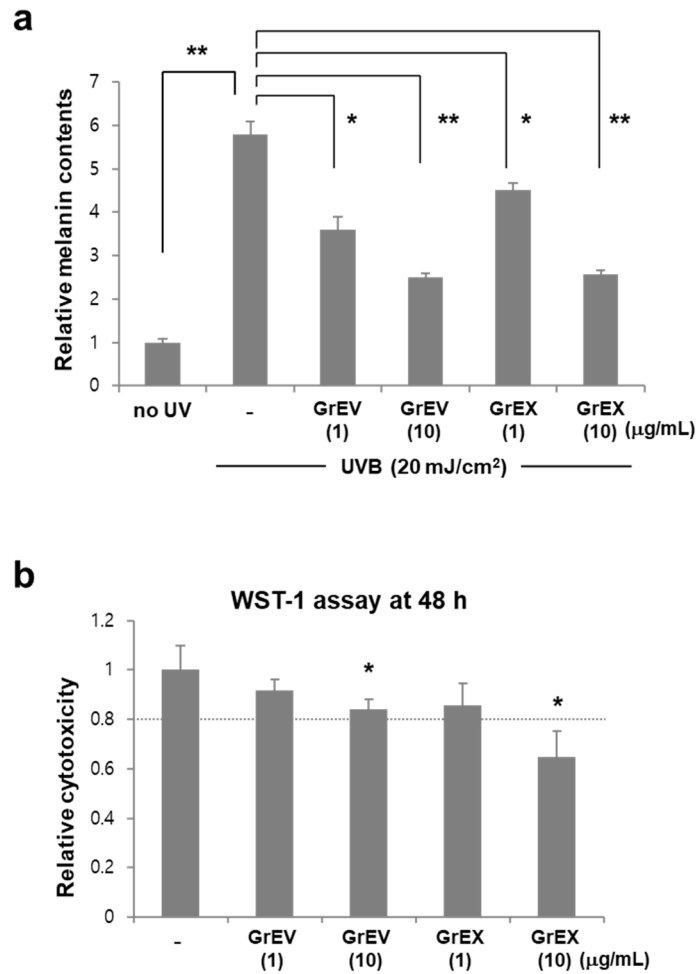 a
**
*
**
*
**
Relative melanin contents
7
6
5
4
3
2
1
0
no UV
-
GrEV (1)
GrEV (10)
GrEX (1)
GrEX (10) (μg/mL)
UVB (20 mJ/cm²)
b
WST-1 assay at 48 h
Relative cytotoxicity
1.2
1
0.8
0.6
0.4
0.2
0
*
*
-
GrEV (1)
GrEV (10)
GrEX (1)
GrEX (10) (μg/mL)